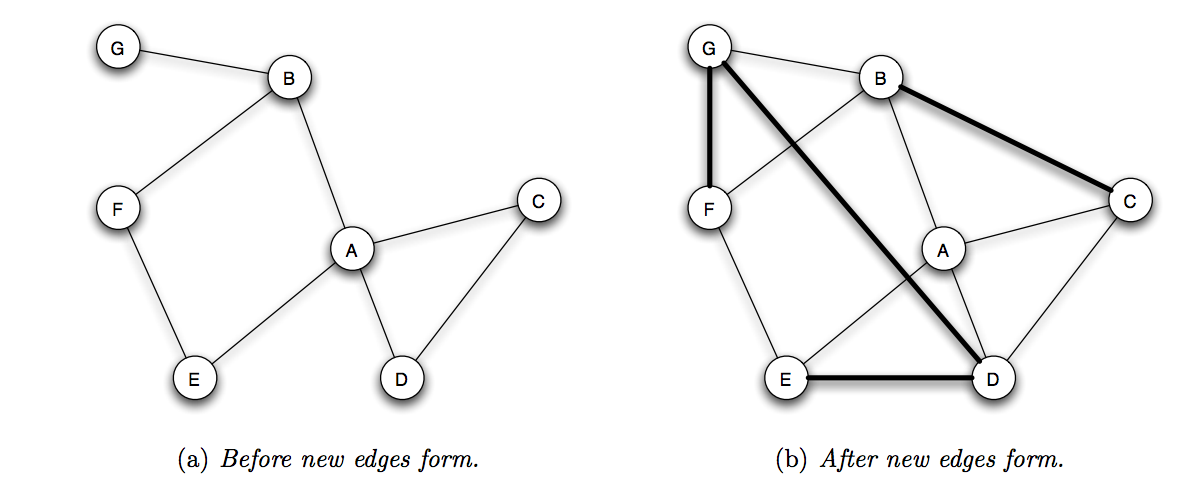 G
B
F
C
A
E
D
(a) Before new edges form.
G
B
C
F
A
E
D
(b) After new edges form.